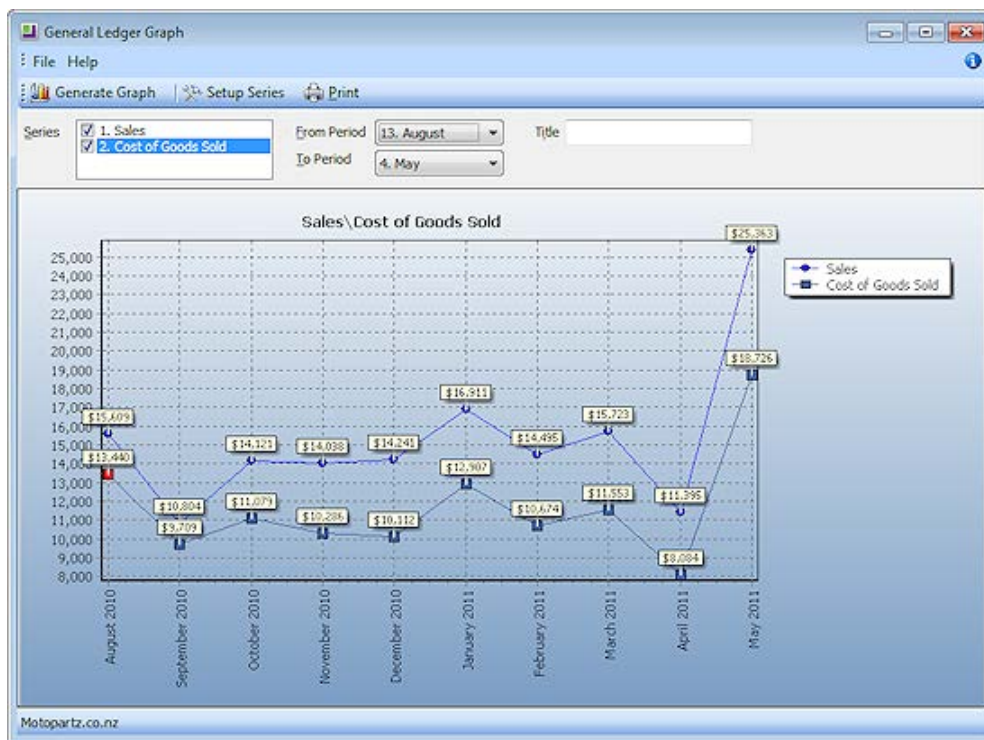 General Ledger Graph
File Help
Generate Graph Setup Series Print
Series
1. Sales
2. Cost of Goods Sold
From Period 13. August
To Period 4. May
Title
Sales\Cost of Goods Sold
25,000
24,000
23,000
22,000
21,000
20,000
19,000
18,000
17,000
16,000
15,000
14,000
13,000
12,000
11,000
10,000
9,000
8,000
$15,609
$10,804
$14,121
$14,038
$14,241
$16,911
$14,495
$15,723
$11,395
$25,363
$13,440
$9,709
$11,079
$10,286
$10,112
$12,907
$10,674
$11,553
$8,084
$18,726
August 2010
September 2010
October 2010
November 2010
December 2010
January 2011
February 2011
March 2011
April 2011
May 2011
Sales
Cost of Goods Sold
Motopartz.co.nz